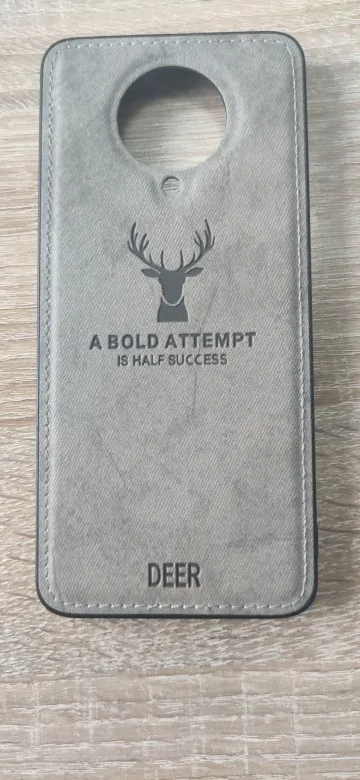 A BOLD ATTEMPT
IS HALF SUCCESS
DEER